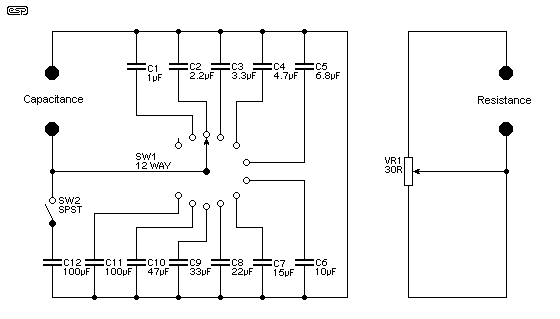 esp
C1 C2 C3 C4 C5
1µF 2.2µF 3.3µF 4.7µF 6.8µF
Capacitance
Resistance
SW1
12 WAY
VR1
30R
SW2
SPST
C12 C11 C10 C9 C8 C7 C6
100µF 100µF 47µF 33µF 22µF 15µF 10µF